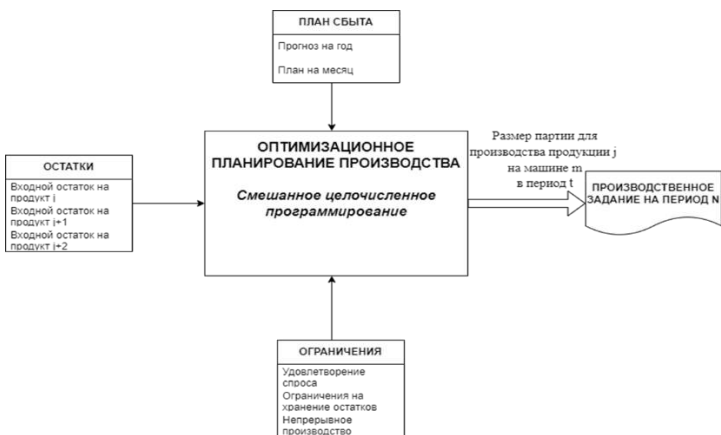 ПЛАН СБЫТА
Прогноз на год
План на месяц
ОПТИМИЗАЦИОННОЕ
ПЛАНИРОВАНИЕ ПРОИЗВОДСТВА
Смешанное целочисленное
программирование
ОСТАТКИ
Входной остаток на
продукт j
Входной остаток на
продукт j+1
Входной остаток на
продукт j+2
Размер партии для
производства продукции j
на машине m
в период t
ПРОИЗВОДСТВЕННОЕ
ЗАДАНИЕ НА ПЕРИОД N
ОГРАНИЧЕНИЯ
Удовлетворение
спроса
Ограничения на
хранение остатков
Непрерывное
производство